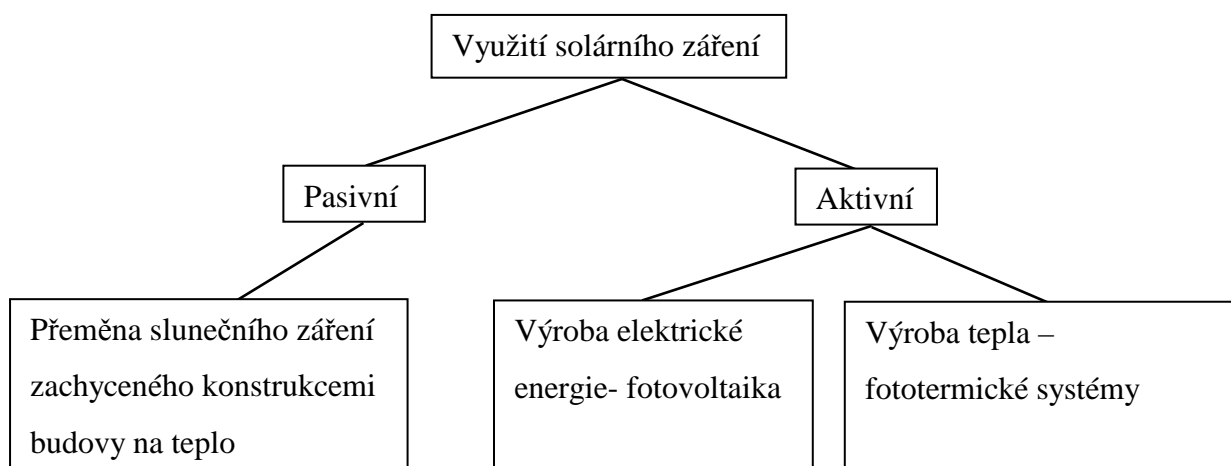 Využití solárního záření
Pasivní
Aktivní
Přeměna slunečního záření
zachyceného konstrukcemi
budovy na teplo
Výroba elektrické
energie- fotovoltaika
Výroba tepla –
fototermické systémy